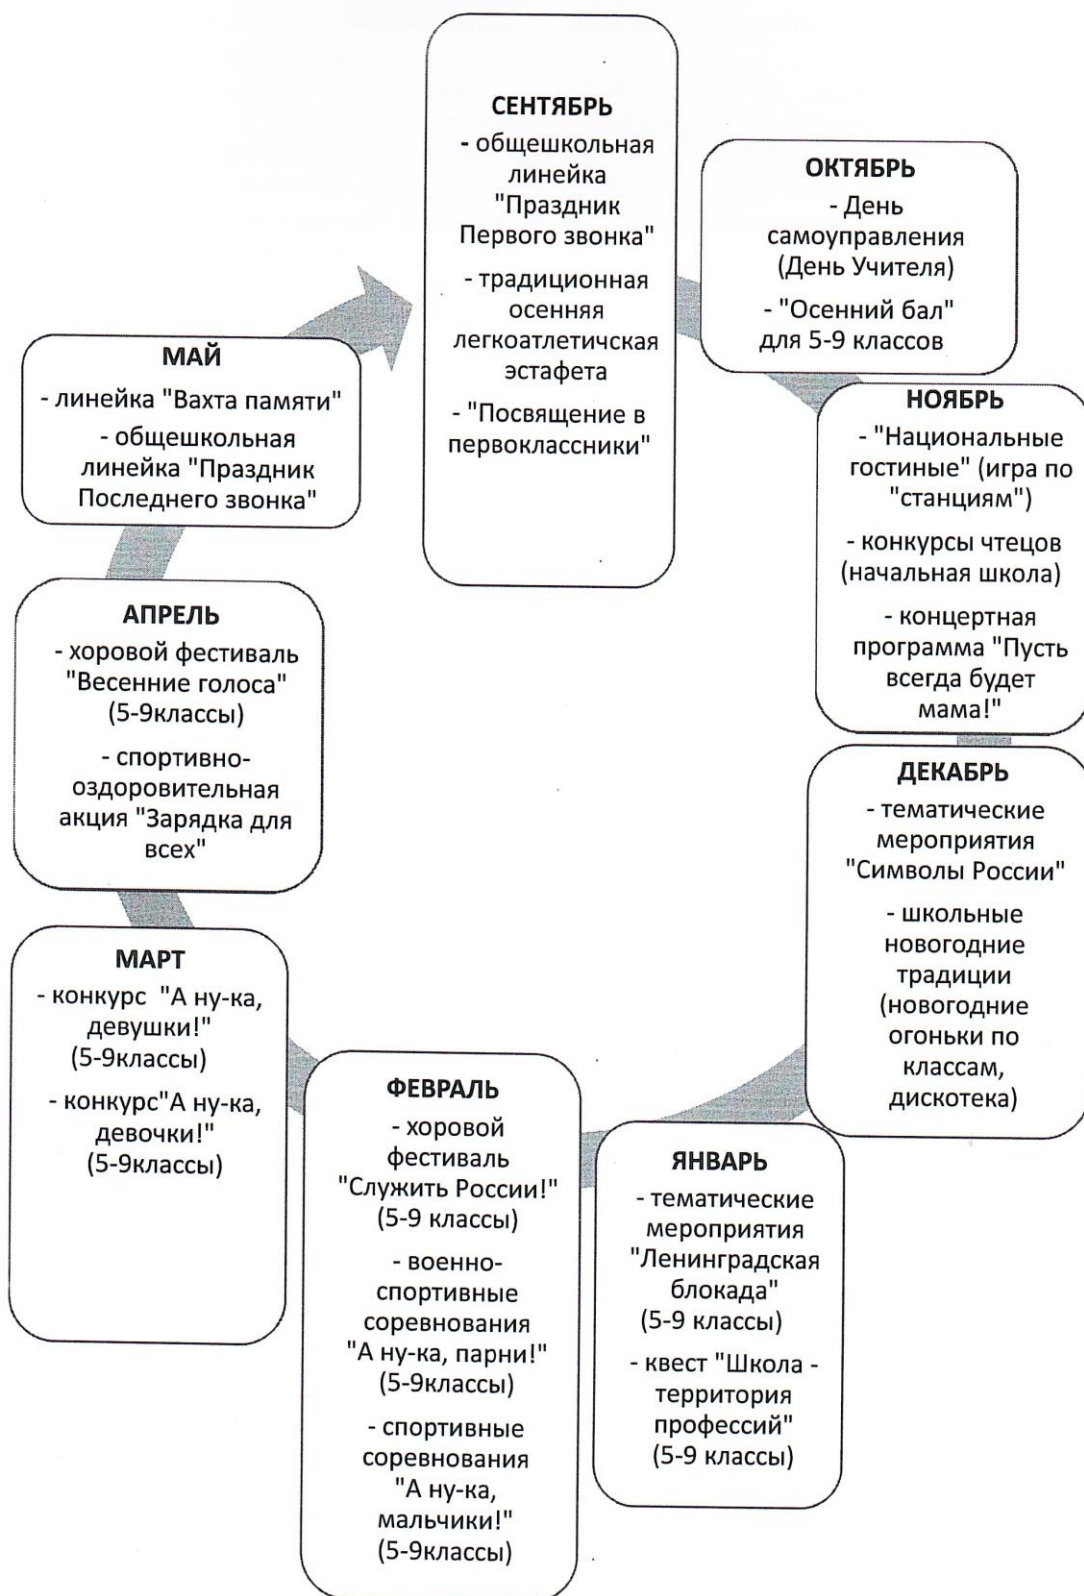 СЕНТЯБРЬ
- общешкольная
линейка
"Праздник
Первого звонка"
- традиционная
осенняя
легкоатлетичская
эстафета
- "Посвящение в
первоклассники"
ОКТЯБРЬ
- День
самоуправления
(День Учителя)
- "Осенний бал"
для 5-9 классов
НОЯБРЬ
- "Национальные
гостиные" (игра по
"станциям")
- конкурсы чтецов
(начальная школа)
- концертная
программа "Пусть
всегда будет
мама!"
ДЕКАБРЬ
- тематические
мероприятия
"Символы России"
- школьные
новогодние
традиции
(новогодние
огоньки по
классам,
дискотека)
ЯНВАРЬ
- тематические
мероприятия
"Ленинградская
блокада"
(5-9 классы)
- квест "Школа -
территория
профессий"
(5-9 классы)
ФЕВРАЛЬ
- хоровой
фестиваль
"Служить России!"
(5-9 классы)
- военно-
спортивные
соревнования
"А ну-ка, парни!"
(5-9классы)
- спортивные
соревнования
"А ну-ка,
мальчики!"
(5-9классы)
МАРТ
- конкурс "А ну-ка,
девушки!"
(5-9классы)
- конкурс"А ну-ка,
девочки!"
(5-9классы)
АПРЕЛЬ
- хоровой фестиваль
"Весенние голоса"
(5-9классы)
- спортивно-
оздоровительная
акция "Зарядка для
всех"
МАЙ
- линейка "Вахта памяти"
- общешкольная
линейка "Праздник
Последнего звонка"